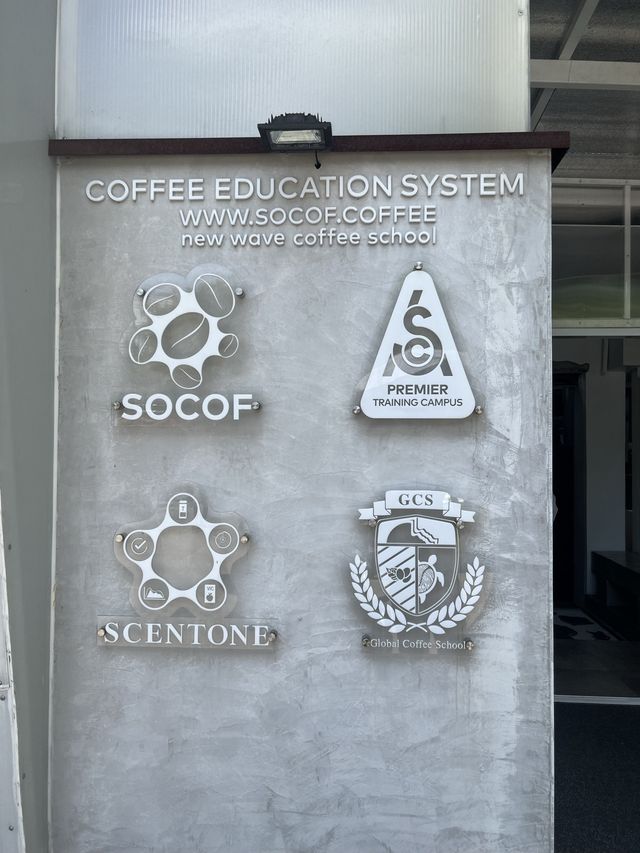 COFFEE EDUCATION SYSTEM
WWW.SOCOF.COFFEE
new wave coffee school
SOCOF
SCA
PREMIER
TRAINING CAMPUS
SCENTONE
GCS
Global Coffee School